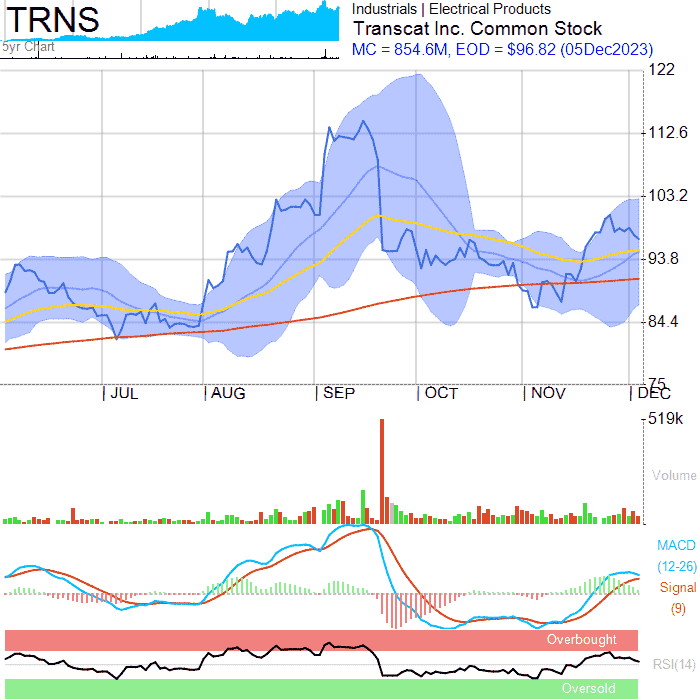 TRNS
5yr Chart
Industrials | Electrical Products
Transcat Inc. Common Stock
MC = 854.6M, EOD = $96.82 (05Dec2023)
122
112.6
103.2
93.8
84.4
75
JUL
AUG
SEP
OCT
NOV
DEC
519k
Volume
MACD
(12-26)
Signal
(9)
Overbought
RSI(14)
Oversold